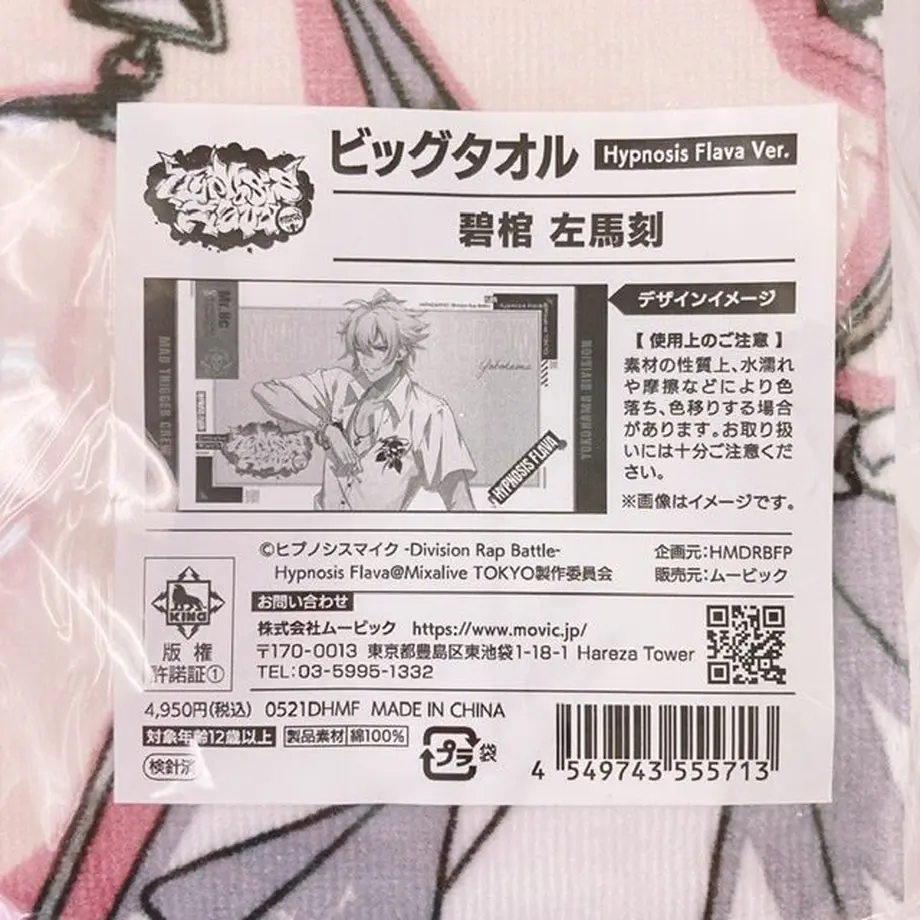 ビッグタオル Hypnosis Flava Ver.
碧棺 左馬刻
デザインイメージ
Mr.HC
MAD TRIGGER CREW
Yokohama
YOKOHAMA DIVISION
HYPNOSIS FLAVA
【 使用上のご注意 】
素材の性質上、水濡れ
や摩擦などにより色
落ち、色移りする場合
があります。お取り扱
いには十分ご注意くだ
さい。
※画像はイメージです。
©ヒプノシスマイク -Division Rap Battle-
Hypnosis Flava@Mixalive TOKYO製作委員会
企画元:HMDRBFP
販売元:ムービック
KING
版 権
許諾証①
お問い合わせ
株式会社ムービック https://www.movic.jp/
〒170-0013 東京都豊島区東池袋1-18-1 Hareza Tower
TEL:03-5995-1332
4,950円(税込) 0521DHMF MADE IN CHINA
対象年齢12歳以上 製品素材 綿100%
検針済
プラ 袋
4 549743 555713